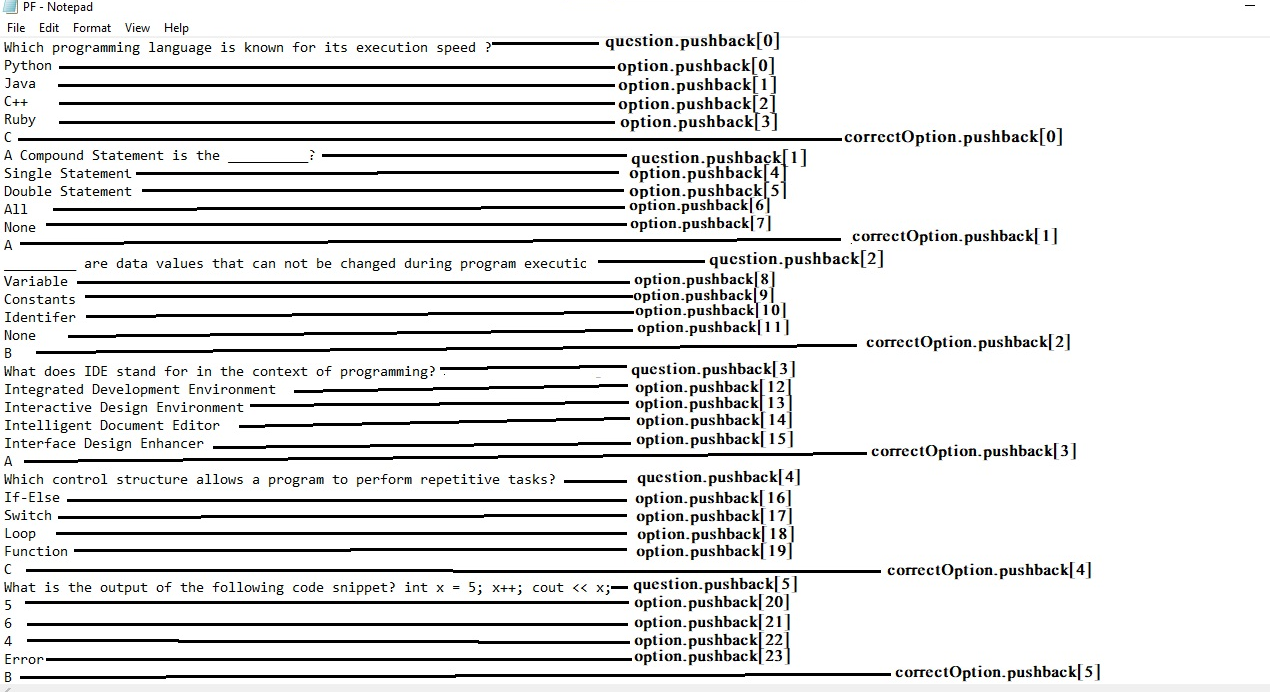 PF - Notepad
File Edit Format View Help
Which programming language is known for its execution speed ? question.pushback[0]
Python option.pushback[0]
Java option.pushback[1]
C++ option.pushback[2]
Ruby option.pushback[3]
C correctOption.pushback[0]
A Compound Statement is the __________? question.pushback[1]
Single Statement option.pushback[4]
Double Statement option.pushback[5]
All option.pushback[6]
None option.pushback[7]
A correctOption.pushback[1]
_________ are data values that can not be changed during program executic question.pushback[2]
Variable option.pushback[8]
Constants option.pushback[9]
Identifer option.pushback[10]
None option.pushback[11]
B correctOption.pushback[2]
What does IDE stand for in the context of programming? question.pushback[3]
Integrated Development Environment option.pushback[12]
Interactive Design Environment option.pushback[13]
Intelligent Document Editor option.pushback[14]
Interface Design Enhancer option.pushback[15]
A correctOption.pushback[3]
Which control structure allows a program to perform repetitive tasks? question.pushback[4]
If-Else option.pushback[16]
Switch option.pushback[17]
Loop option.pushback[18]
Function option.pushback[19]
C correctOption.pushback[4]
What is the output of the following code snippet? int x = 5; x++; cout << x; question.pushback[5]
5 option.pushback[20]
6 option.pushback[21]
4 option.pushback[22]
Error option.pushback[23]
B correctOption.pushback[5]